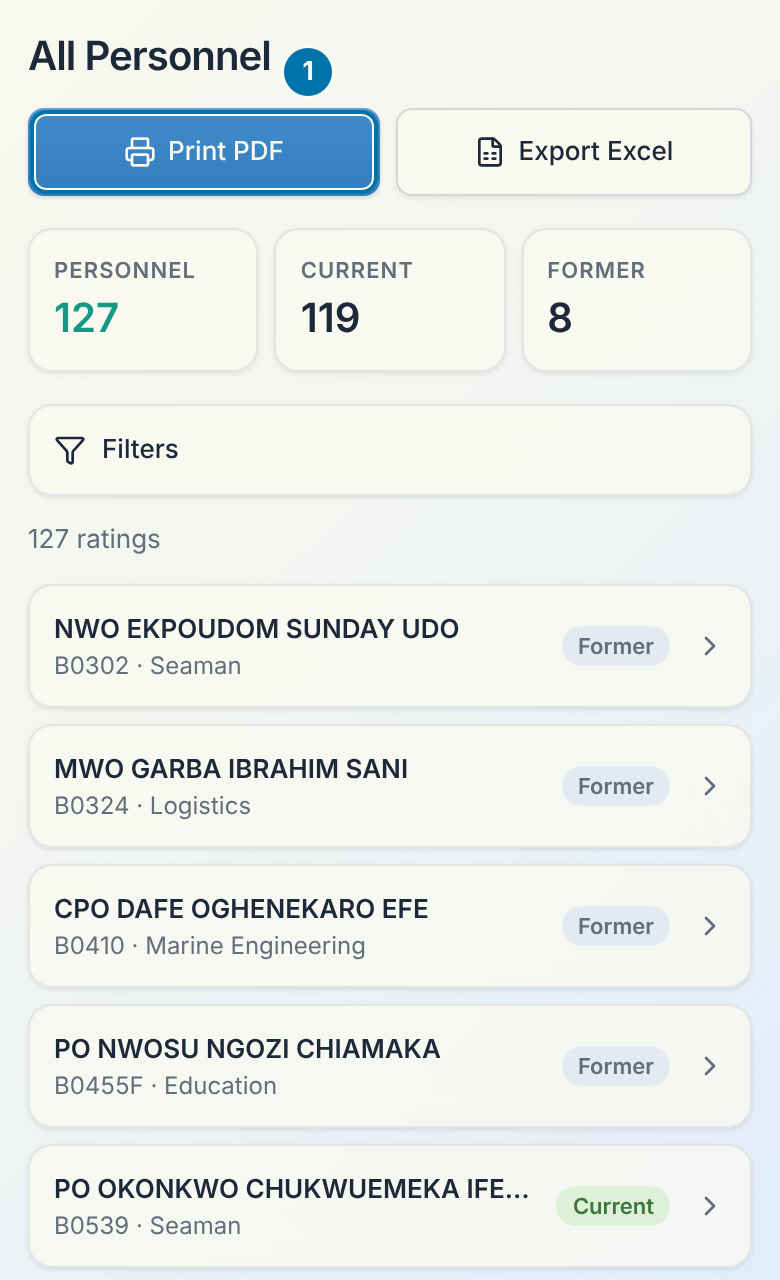 All Personnel
1
Print PDF
Export Excel
PERSONNEL
CURRENT
FORMER
127
119
8
Filters
127 ratings
NWO EKPOUDOM SUNDAY UDO
B0302 · Seaman
Former
MWO GARBA IBRAHIM SANI
B0324 · Logistics
Former
CPO DAFE OGHENEKARO EFE
B0410 · Marine Engineering
Former
PO NWOSU NGOZI CHIAMAKA
B0455F · Education
Former
PO OKONKWO CHUKWUEMEKA IFE...
B0539 · Seaman
Current